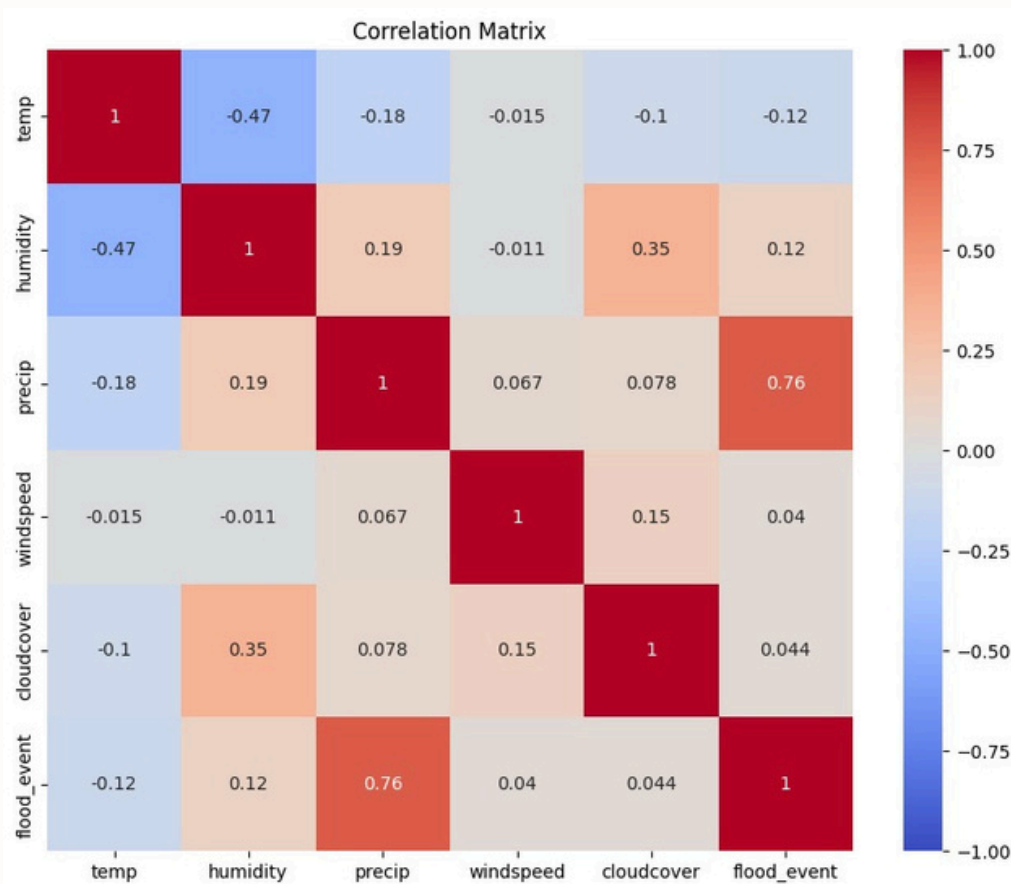 Correlation Matrix
temp 1 -0.47 -0.18 -0.015 -0.1 -0.12
humidity -0.47 1 0.19 -0.011 0.35 0.12
precip -0.18 0.19 1 0.067 0.078 0.76
windspeed -0.015 -0.011 0.067 1 0.15 0.04
cloudcover -0.1 0.35 0.078 0.15 1 0.044
flood_event -0.12 0.12 0.76 0.04 0.044 1
temp humidity precip windspeed cloudcover flood_event
1.00
0.75
0.50
0.25
0.00
−0.25
−0.50
−0.75
−1.00